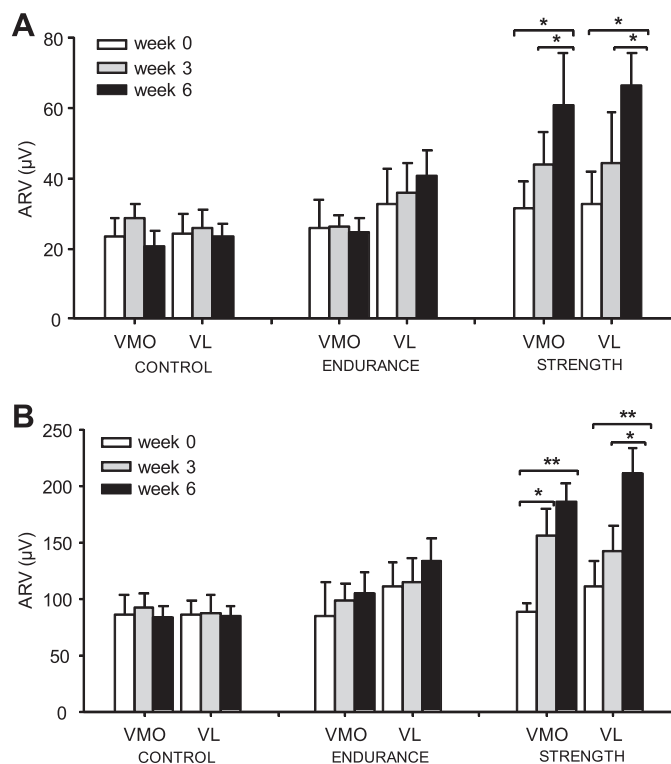 A
80
60
40
20
0
ARV (μV)
week 0
week 3
week 6
* *
* *
VMO VL VMO VL VMO VL
CONTROL ENDURANCE STRENGTH
B
250
200
150
100
50
0
ARV (μV)
week 0
week 3
week 6
**
** *
*
VMO VL VMO VL VMO VL
CONTROL ENDURANCE STRENGTH